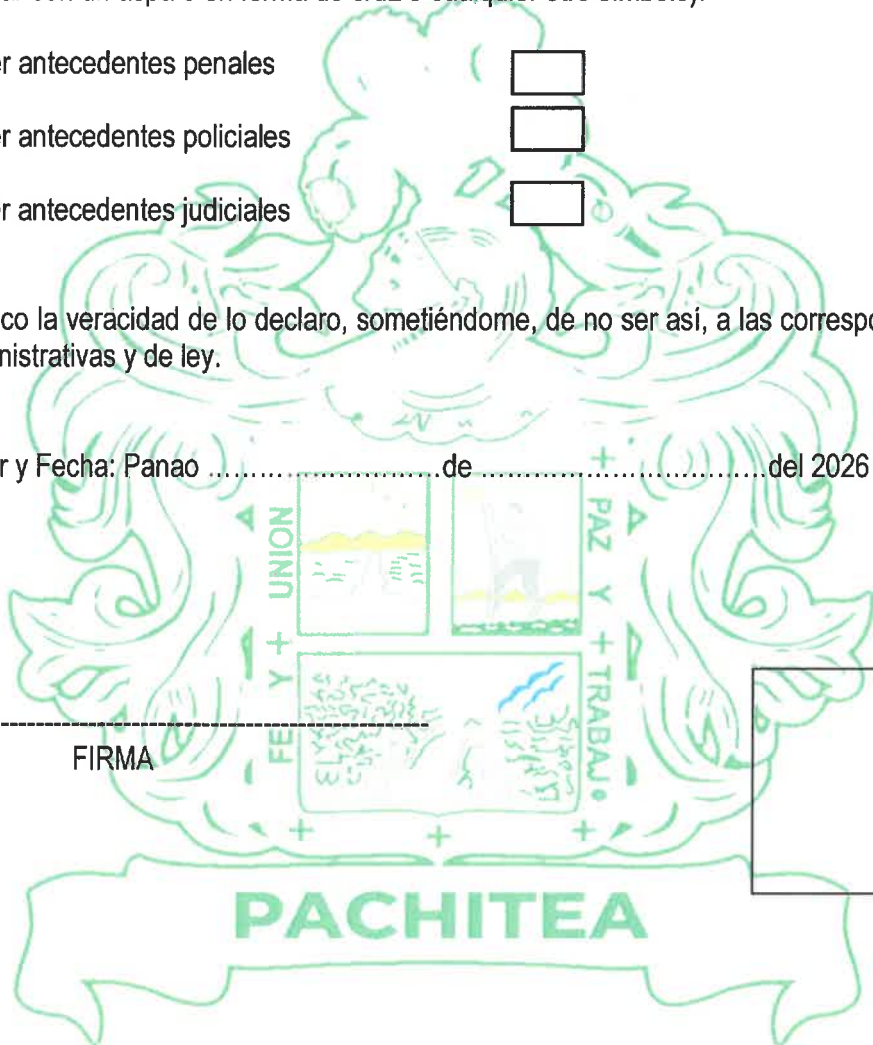 er antecedentes penales
er antecedentes policiales
er antecedentes judiciales
co la veracidad de lo declaro, sometiéndome, de no ser así, a las correspo
nistrativas y de ley.
r y Fecha: Panao ……………………….de …………………………….del 2026
FE Y + UNION
+ PAZ Y + TRABAJo
--------------------------------------------------
FIRMA
+ + +
PACHITEA